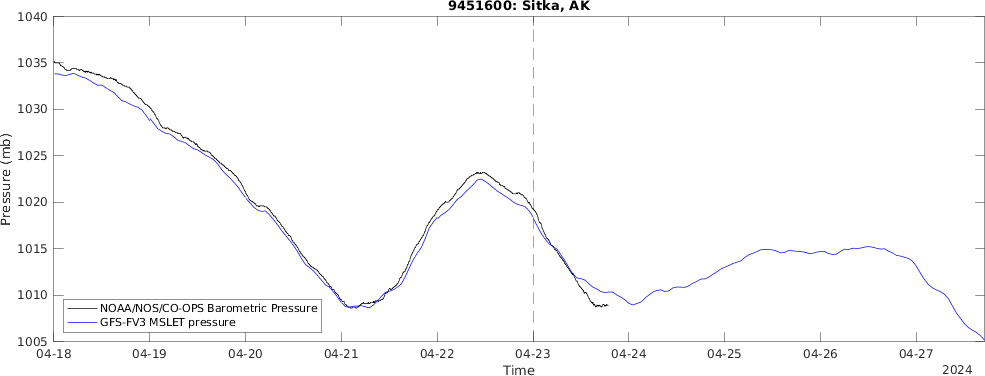 9451600: Sitka, AK
1040
1035
1030
1025
1020
1015
1010
1005
Pressure (mb)
NOAA/NOS/CO-OPS Barometric Pressure
GFS-FV3 MSLET pressure
04-18 04-19 04-20 04-21 04-22 04-23 04-24 04-25 04-26 04-27
Time
2024